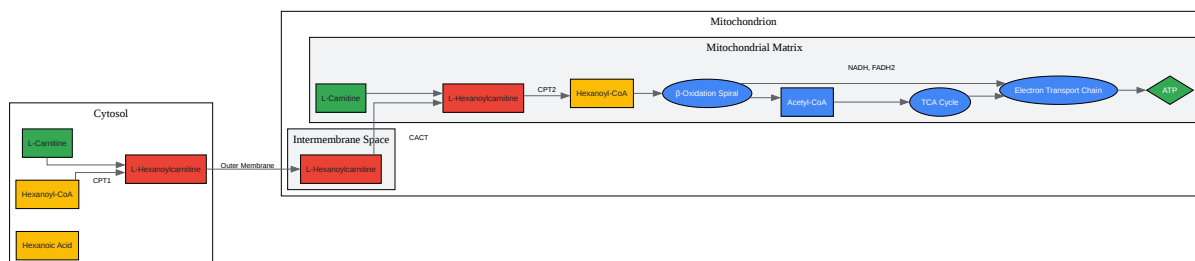 Mitochondrion
Mitochondrial Matrix
NADH, FADH2
L-Carnitine
L-Hexanoylcarnitine
CPT2
Hexanoyl-CoA
β-Oxidation Spiral
Acetyl-CoA
TCA Cycle
Electron Transport Chain
ATP
Cytosol
L-Carnitine
Hexanoyl-CoA
CPT1
L-Hexanoylcarnitine
Hexanoic Acid
Outer Membrane
Intermembrane Space
L-Hexanoylcarnitine
CACT